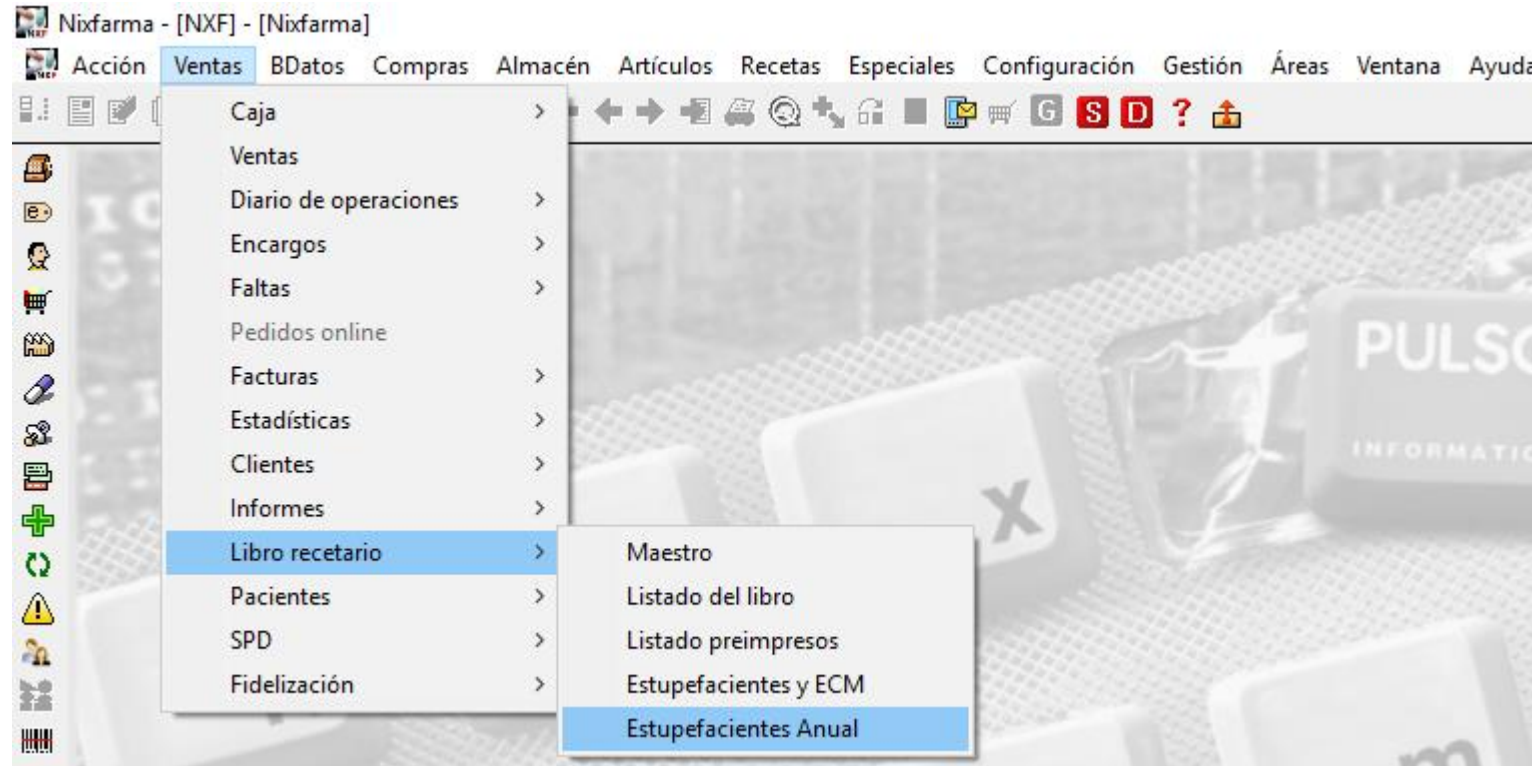 Nixfarma - [NXF] - [Nixfarma]
Acción Ventas BDatos Compras Almacén Artículos Recetas Especiales Configuración Gestión Áreas Ventana Ayuda
G S D ?
Caja
Ventas
Diario de operaciones
Encargos
Faltas
Pedidos online
Facturas
Estadísticas
Clientes
Informes
Libro recetario
Pacientes
SPD
Fidelización
Maestro
Listado del libro
Listado preimpresos
Estupefacientes y ECM
Estupefacientes Anual
PULSO
INFORMATIC
x
m